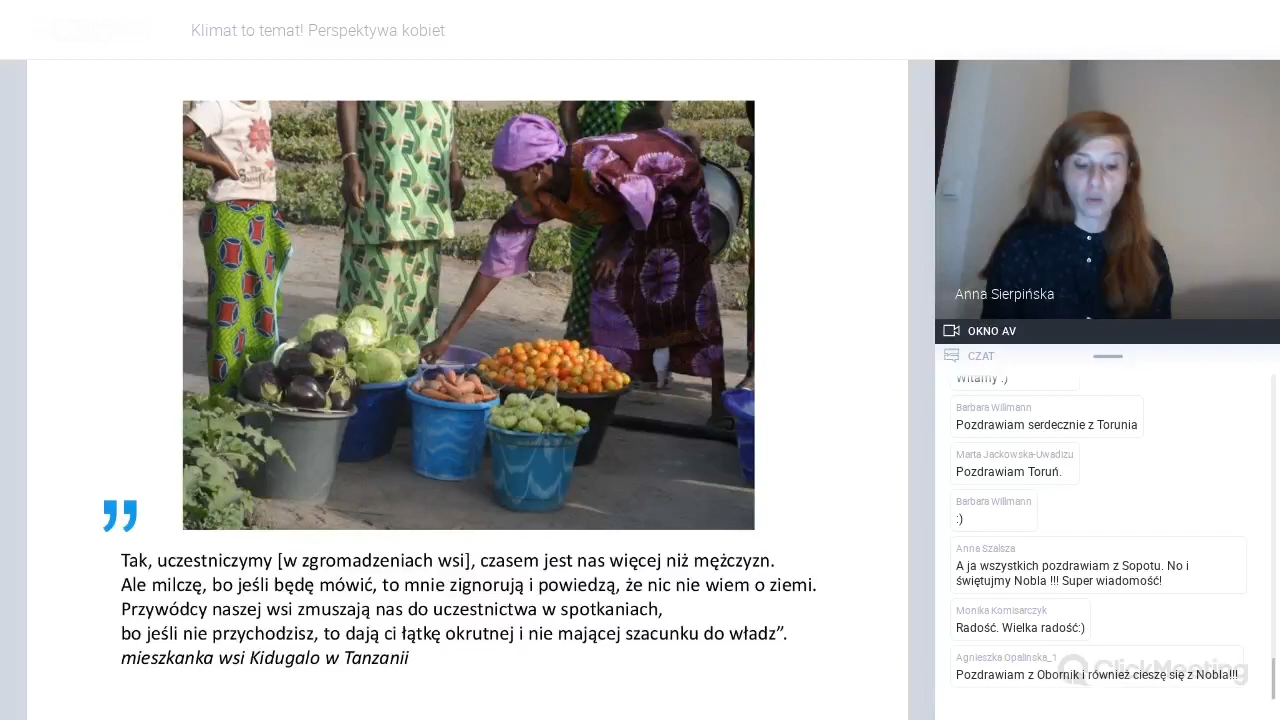 Klimat to temat! Perspektywa kobiet
Tak, uczestniczymy [w zgromadzeniach wsi], czasem jest nas więcej niż mężczyzn.
Ale milczę, bo jeśli będę mówić, to mnie zignorują i powiedzą, że nic nie wiem o ziemi.
Przywódcy naszej wsi zmuszają nas do uczestnictwa w spotkaniach,
bo jeśli nie przychodzisz, to dają ci łątkę okrutnej i nie mającej szacunku do władz”.
mieszkanka wsi Kidugalo w Tanzanii
Anna Sierpińska
OKNO AV
CZAT
Witamy :)
Barbara Willmann
Pozdrawiam serdecznie z Torunia
Marta Jackowska-Uwadizu
Pozdrawiam Toruń.
Barbara Willmann
:)
Anna Szalsza
A ja wszystkich pozdrawiam z Sopotu. No i
świętujmy Nobla !!! Super wiadomość!
Monika Komisarczyk
Radość. Wielka radość:)
Agnieszka Opalinska_1
Pozdrawiam z Obornik i również cieszę się z Nobla!!!
ClickMeeting